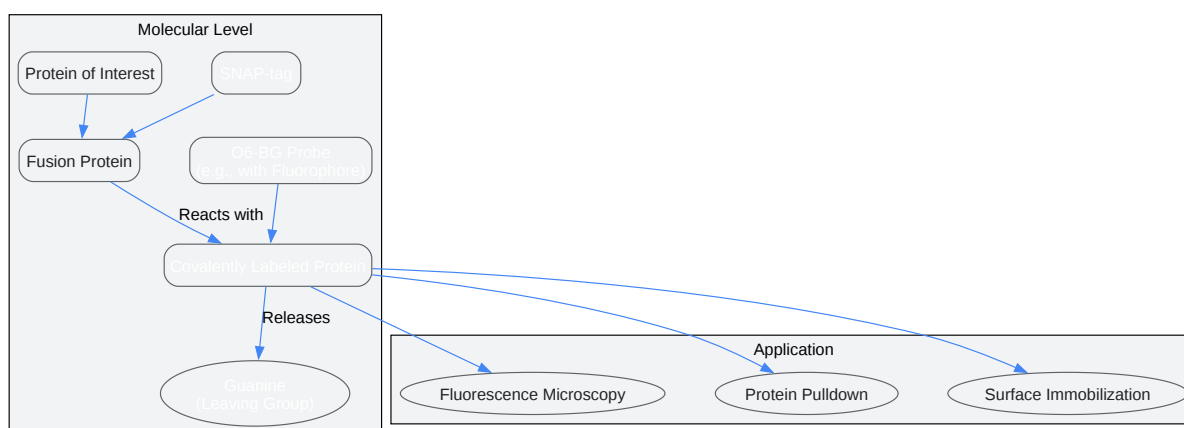 Molecular Level
Protein of Interest
SNAP-tag
Fusion Protein
O6-BG Probe
(e.g., with Fluorophore)
Reacts with
Covalently Labeled Protein
Releases
Guanine
(Leaving Group)
Application
Fluorescence Microscopy
Protein Pulldown
Surface Immobilization